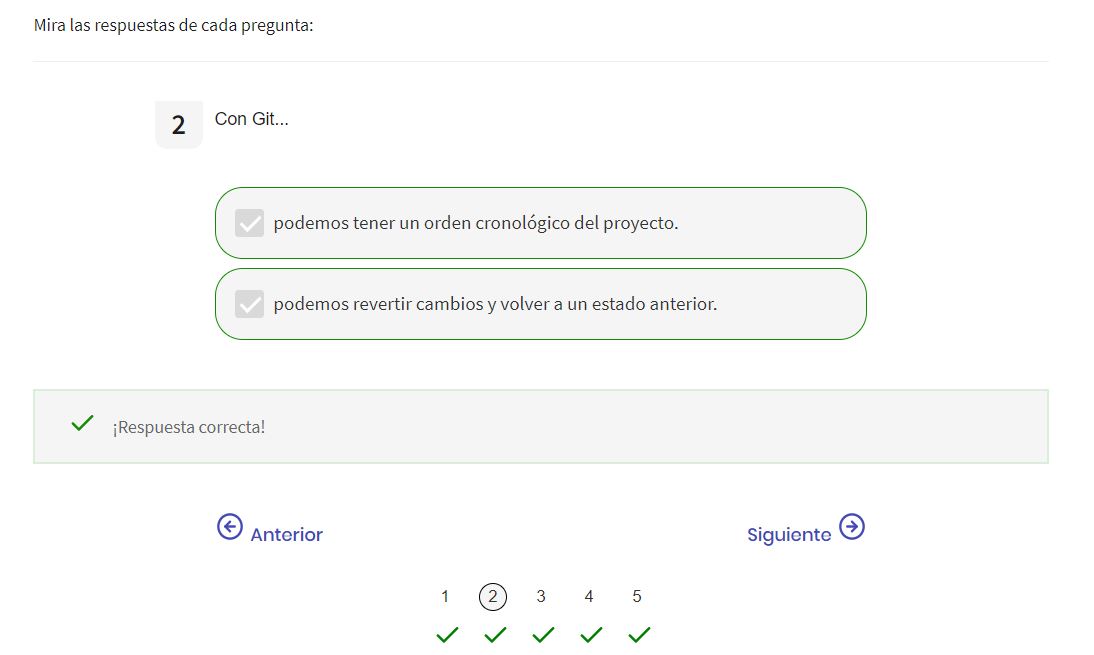 Mira las respuestas de cada pregunta:
2 Con Git...
podemos tener un orden cronológico del proyecto.
podemos revertir cambios y volver a un estado anterior.
¡Respuesta correcta!
Anterior Siguiente
1 2 3 4 5